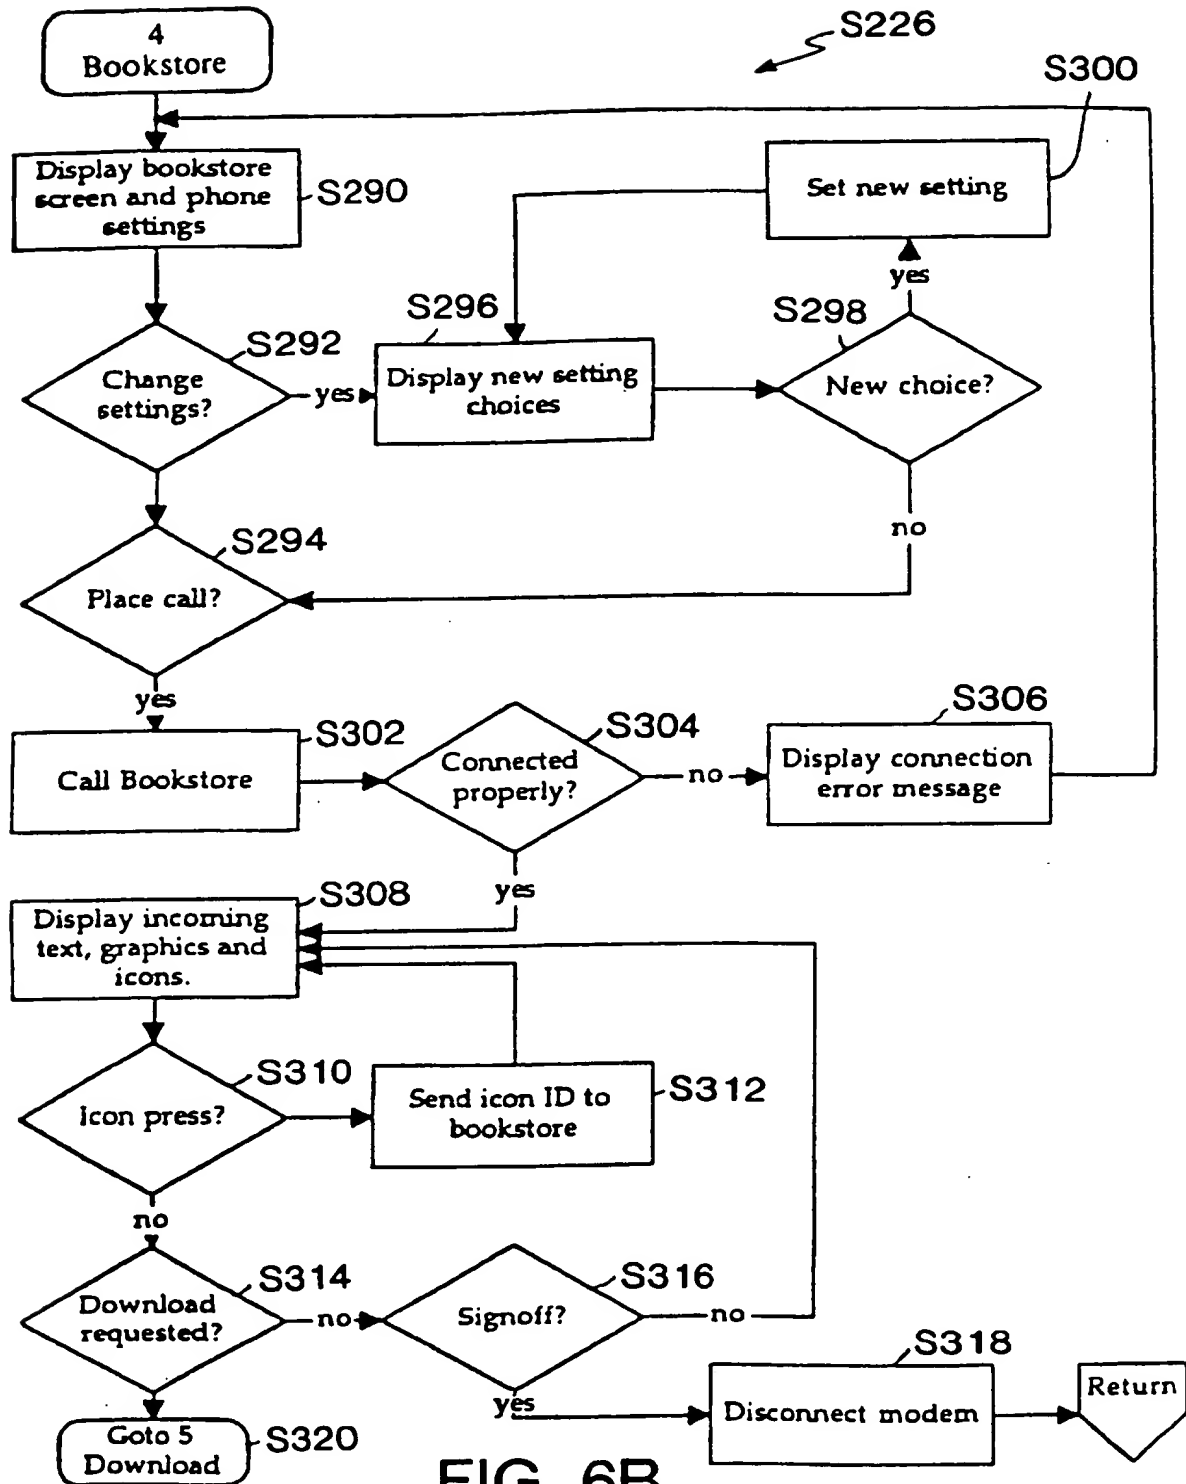 4
Bookstore
S226
S300
Display bookstore
screen and phone
settings
S290
Set new setting
yes
S296
S298
S292
Change
settings?
yes
Display new setting
choices
New choice?
no
S294
Place call?
yes
S302
Call Bookstore
S304
Connected
properly?
no
S306
Display connection
error message
yes
S308
Display incoming
text, graphics and
icons.
S310
Icon press?
Send icon ID to
bookstore
S312
no
S314
Download
requested?
no
S316
Signoff?
no
yes
S318
Disconnect modem
Return
Goto 5
Download
S320
FIG. 6B